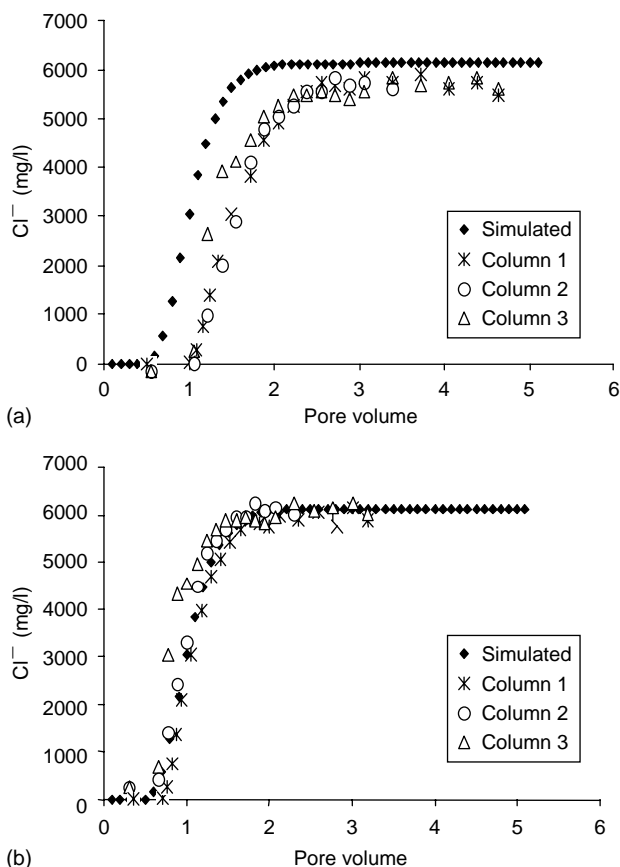 7000
6000
5000
4000
3000
2000
1000
0
Cl⁻ (mg/l)
Simulated
Column 1
Column 2
Column 3
0 1 2 3 4 5 6
(a) Pore volume
7000
6000
5000
4000
3000
2000
1000
0
Cl⁻ (mg/l)
Simulated
Column 1
Column 2
Column 3
0 1 2 3 4 5 6
(b) Pore volume